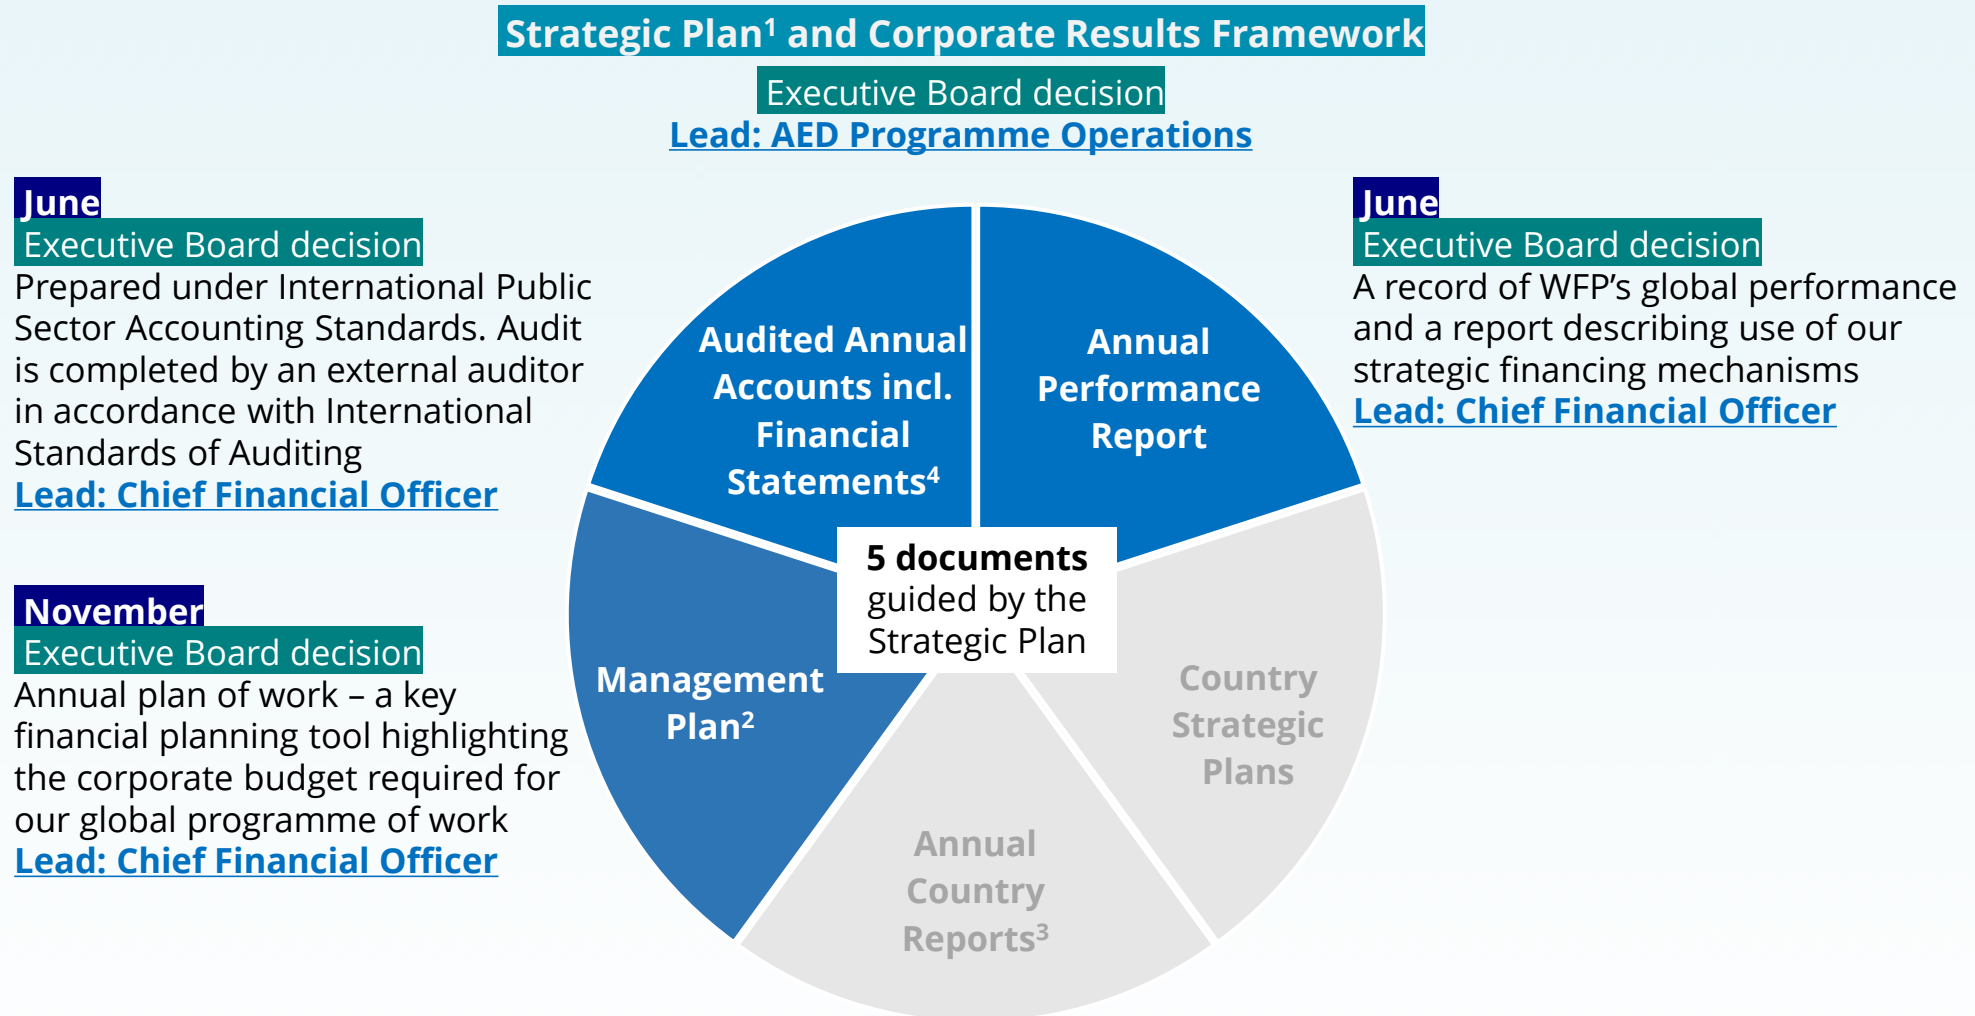 Strategic Plan¹ and Corporate Results Framework
Executive Board decision
Lead: AED Programme Operations
June
Executive Board decision
Prepared under International Public
Sector Accounting Standards. Audit
is completed by an external auditor
in accordance with International
Standards of Auditing
Lead: Chief Financial Officer
November
Executive Board decision
Annual plan of work – a key
financial planning tool highlighting
the corporate budget required for
our global programme of work
Lead: Chief Financial Officer
Audited Annual
Accounts incl.
Financial
Statements⁴
Annual
Performance
Report
5 documents
guided by the
Strategic Plan
Management
Plan²
Country
Strategic
Plans
Annual
Country
Reports³
June
Executive Board decision
A record of WFP’s global performance
and a report describing use of our
strategic financing mechanisms
Lead: Chief Financial Officer